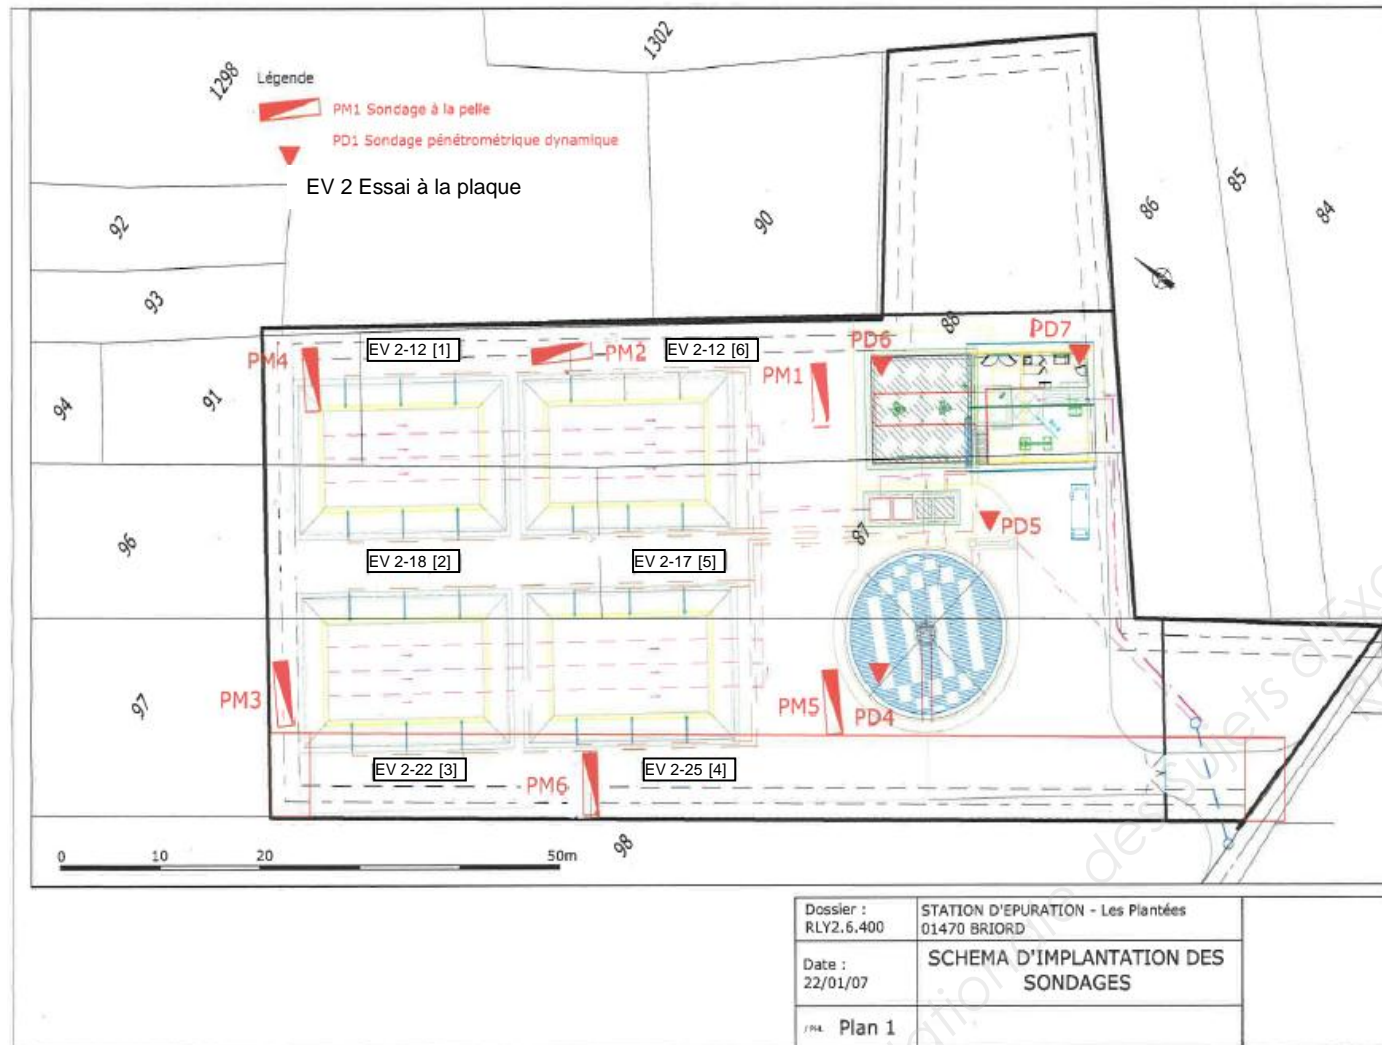 1302
1298
Légende
PM1 Sondage à la pelle
PD1 Sondage pénétrométrique dynamique
EV 2 Essai à la plaque
92
90
86
85
84
93
88
PD7
PD6
EV 2-12 [1]
PM2
EV 2-12 [6]
PM4
PM1
94
91
96
87
PD5
EV 2-18 [2]
EV 2-17 [5]
97
PM3
PM5
PD4
EV 2-22 [3]
EV 2-25 [4]
PM6
98
0 10 20 50m
Dossier :
RLY2.6.400
STATION D'EPURATION - Les Plantées
01470 BRIORD
Date :
22/01/07
SCHEMA D'IMPLANTATION DES
SONDAGES
Plan 1